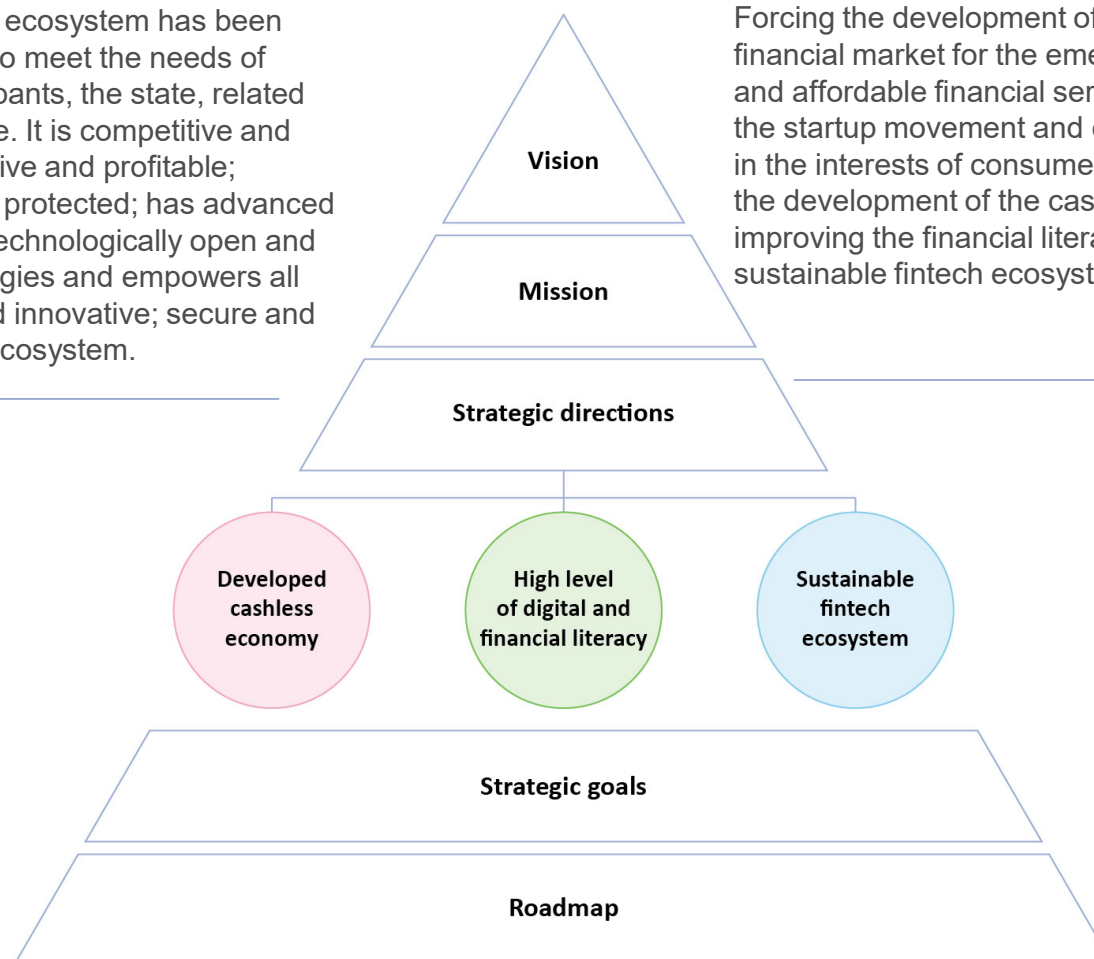 ecosystem has been
o meet the needs of
pants, the state, related
e. It is competitive and
ive and profitable;
protected; has advanced
echnologically open and
gies and empowers all
d innovative; secure and
cosystem.
Forcing the development of
financial market for the eme
and affordable financial ser
the startup movement and
in the interests of consume
the development of the cas
improving the financial litera
sustainable fintech ecosyst
Vision
Mission
Strategic directions
Developed
cashless
economy
High level
of digital and
financial literacy
Sustainable
fintech
ecosystem
Strategic goals
Roadmap